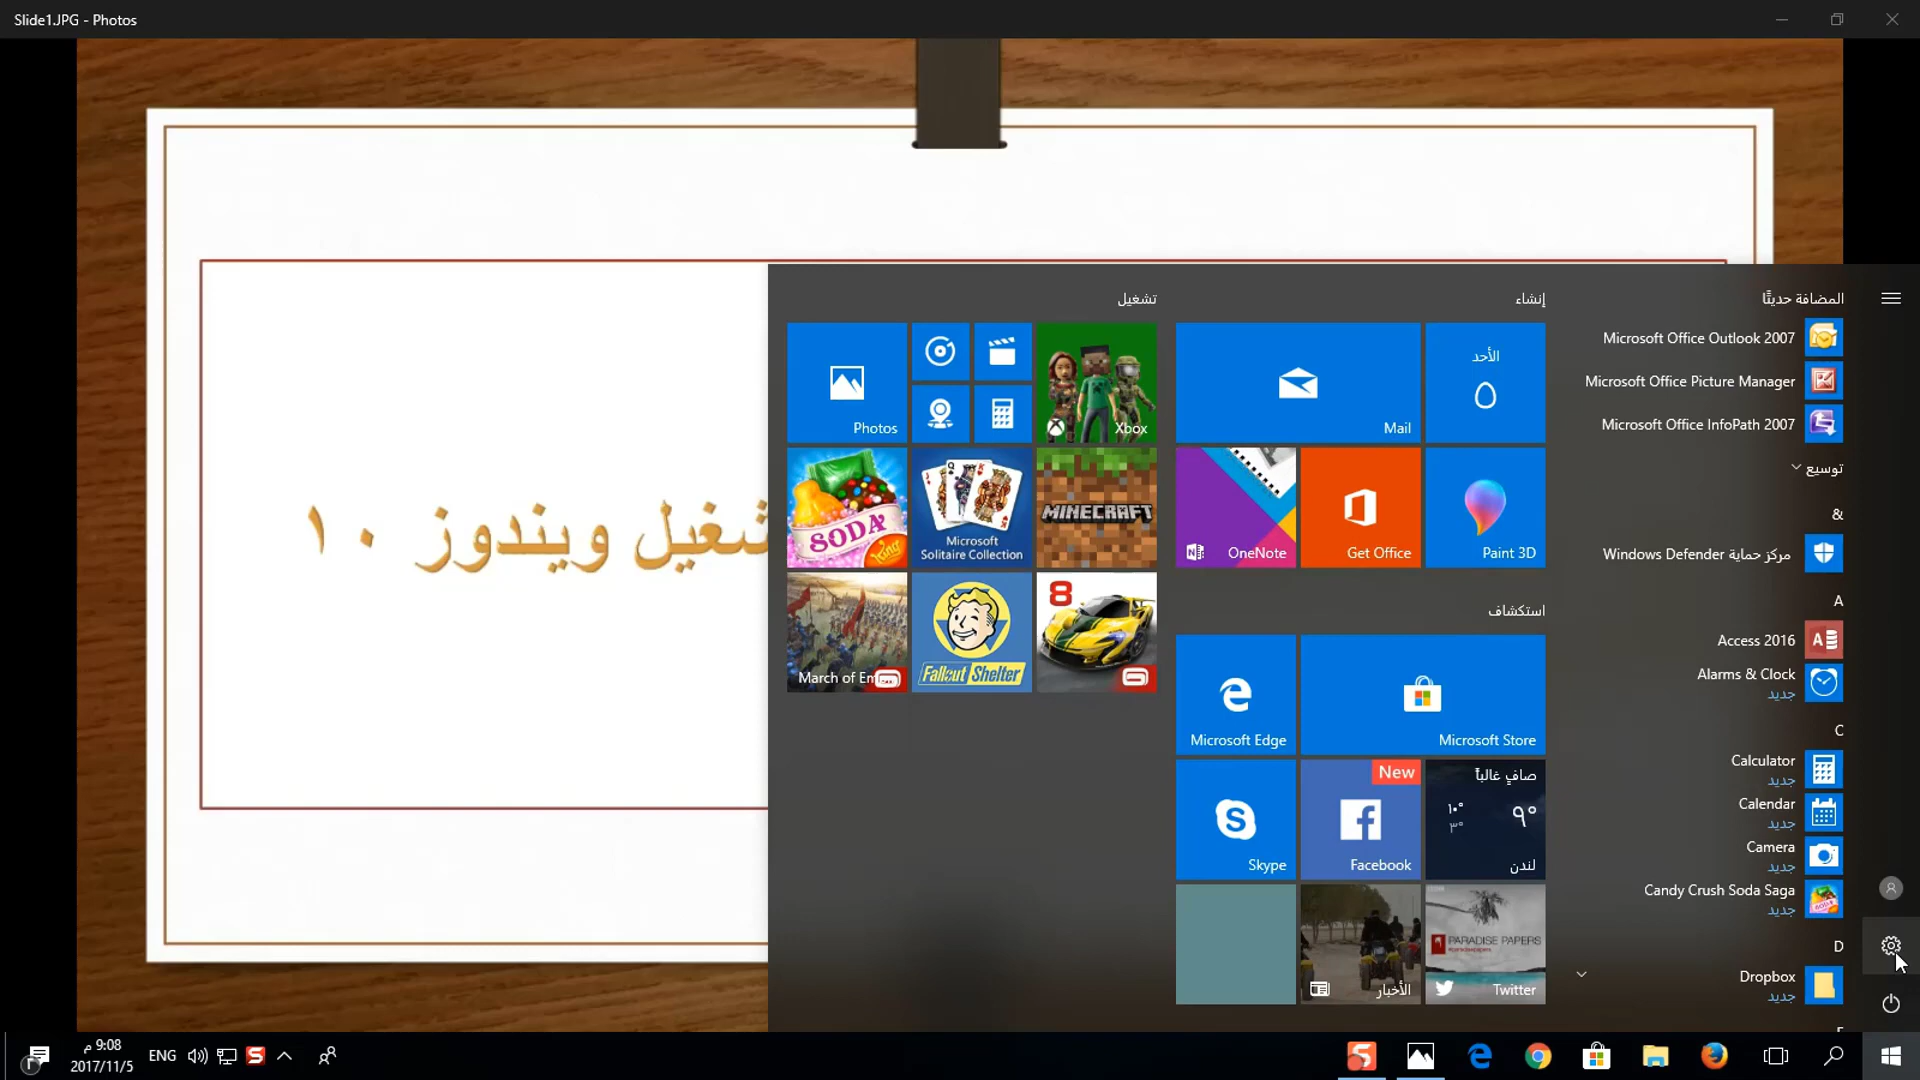 Slide1.JPG - Photos
شغيل ويندوز ١٠
المضافة حديثًا
Microsoft Office Outlook 2007
Microsoft Office Picture Manager
Microsoft Office InfoPath 2007
توسيع
&
مركز حماية Windows Defender
A
Access 2016
Alarms & Clock
جديد
C
Calculator
جديد
Calendar
جديد
Camera
جديد
Candy Crush Soda Saga
جديد
D
Dropbox
جديد
إنشاء
الأحد
٥
Mail
Paint 3D
Get Office
OneNote
استكشاف
Microsoft Store
Microsoft Edge
صافٍ غالباً
٩°
١٠°
٣°
لندن
New
Facebook
Skype
PARADISE PAPERS
Twitter
الأخبار
تشغيل
Xbox
Photos
MINECRAFT
Microsoft
Solitaire Collection
SODA
King
8
Fallout Shelter
March of Em
ENG
9:08 م
2017/11/5